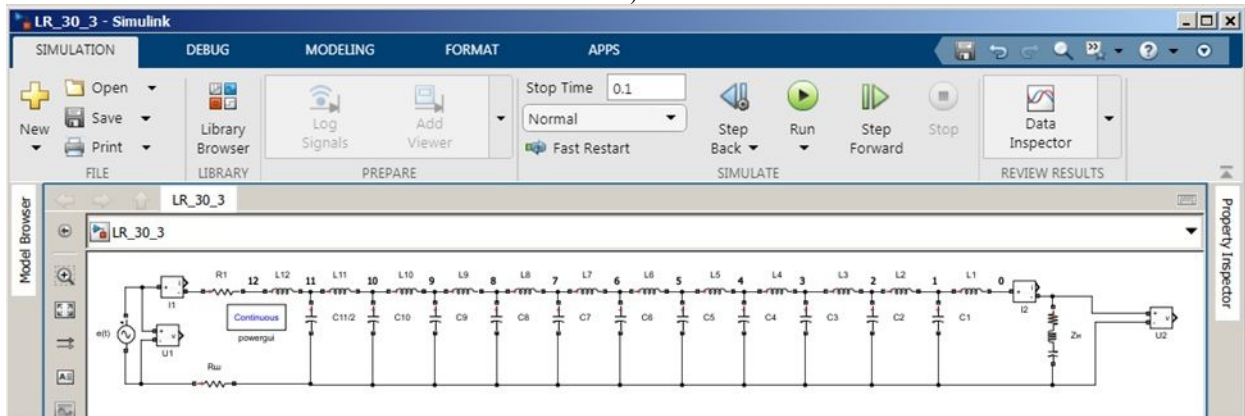 LR_30_3 - Simulink
SIMULATION DEBUG MODELING FORMAT APPS
New
Open
Save
Print
FILE
Library Browser
LIBRARY
Log Signals
Add Viewer
PREPARE
Stop Time 0.1
Normal
Fast Restart
Step Back
Run
Step Forward
Stop
SIMULATE
Data Inspector
REVIEW RESULTS
Model Browser
LR_30_3
LR_30_3
Property Inspector
R1 12 L12 11 L11 10 L10 9 L9 8 L8 7 L7 6 L6 5 L5 4 L4 3 L3 2 L2 1 L1 0
I1 I2
Continuous
powergui
C11/2 C10 C9 C8 C7 C6 C5 C4 C3 C2 C1
e(t)
U1
Zн
U2
Rш